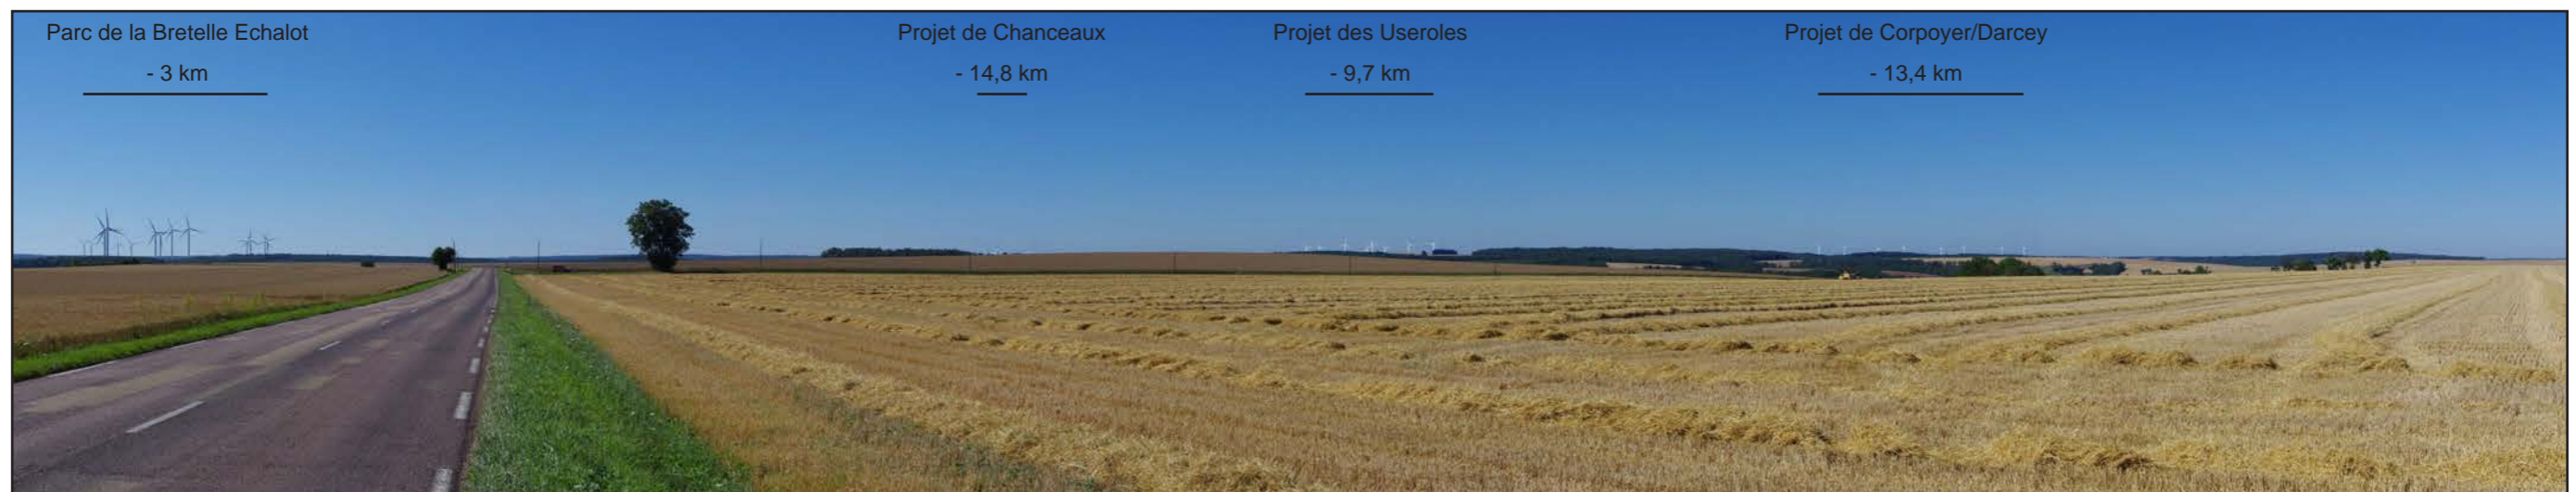 Parc de la Bretelle Echalot
- 3 km
Projet de Chanceaux
- 14,8 km
Projet des Useroles
- 9,7 km
Projet de Corpoyer/Darcey
- 13,4 km